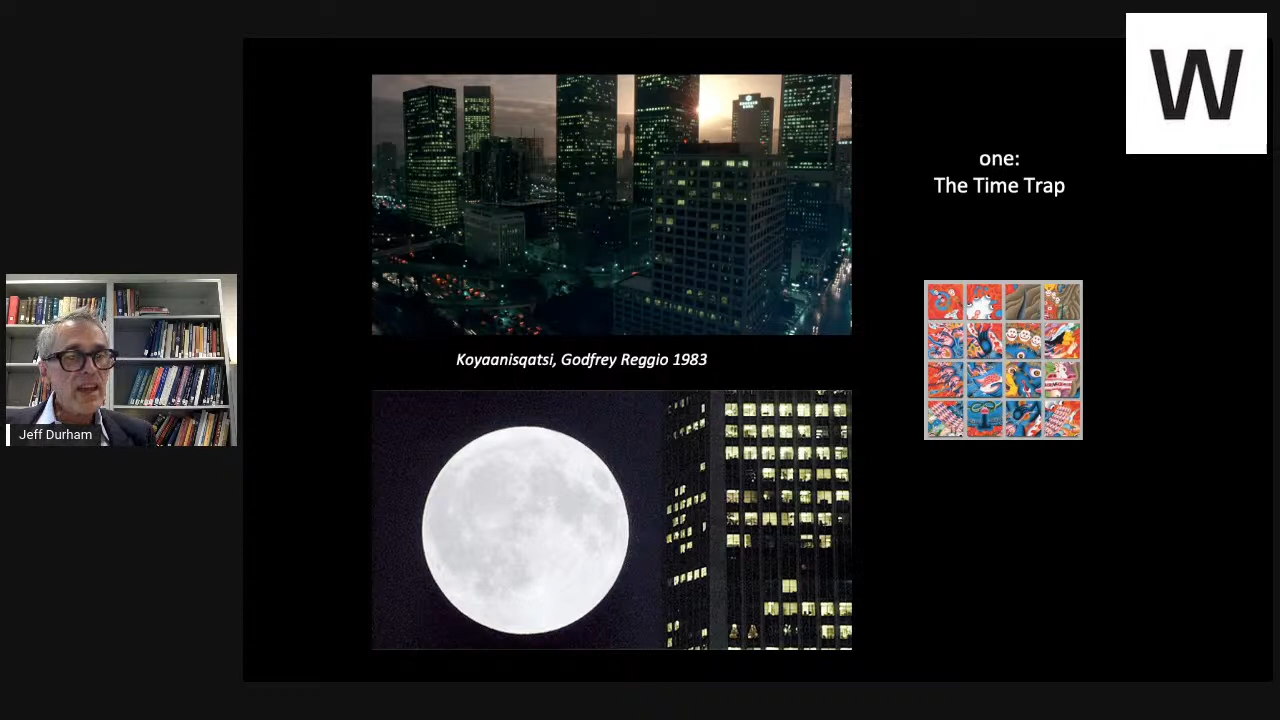 W
one:
The Time Trap
Koyaanisqatsi, Godfrey Reggio 1983
Jeff Durham